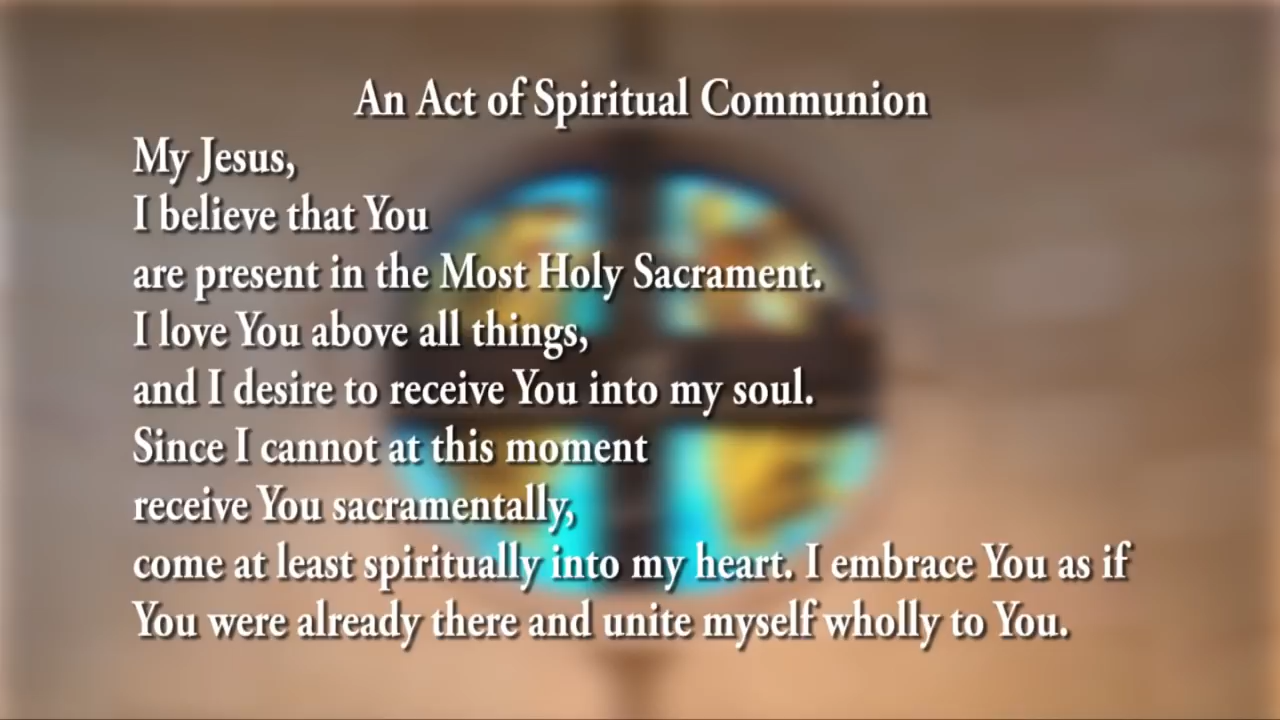 An Act of Spiritual Communion
My Jesus,
I believe that You
are present in the Most Holy Sacrament.
I love You above all things,
and I desire to receive You into my soul.
Since I cannot at this moment
receive You sacramentally,
come at least spiritually into my heart. I embrace You as if
You were already there and unite myself wholly to You.